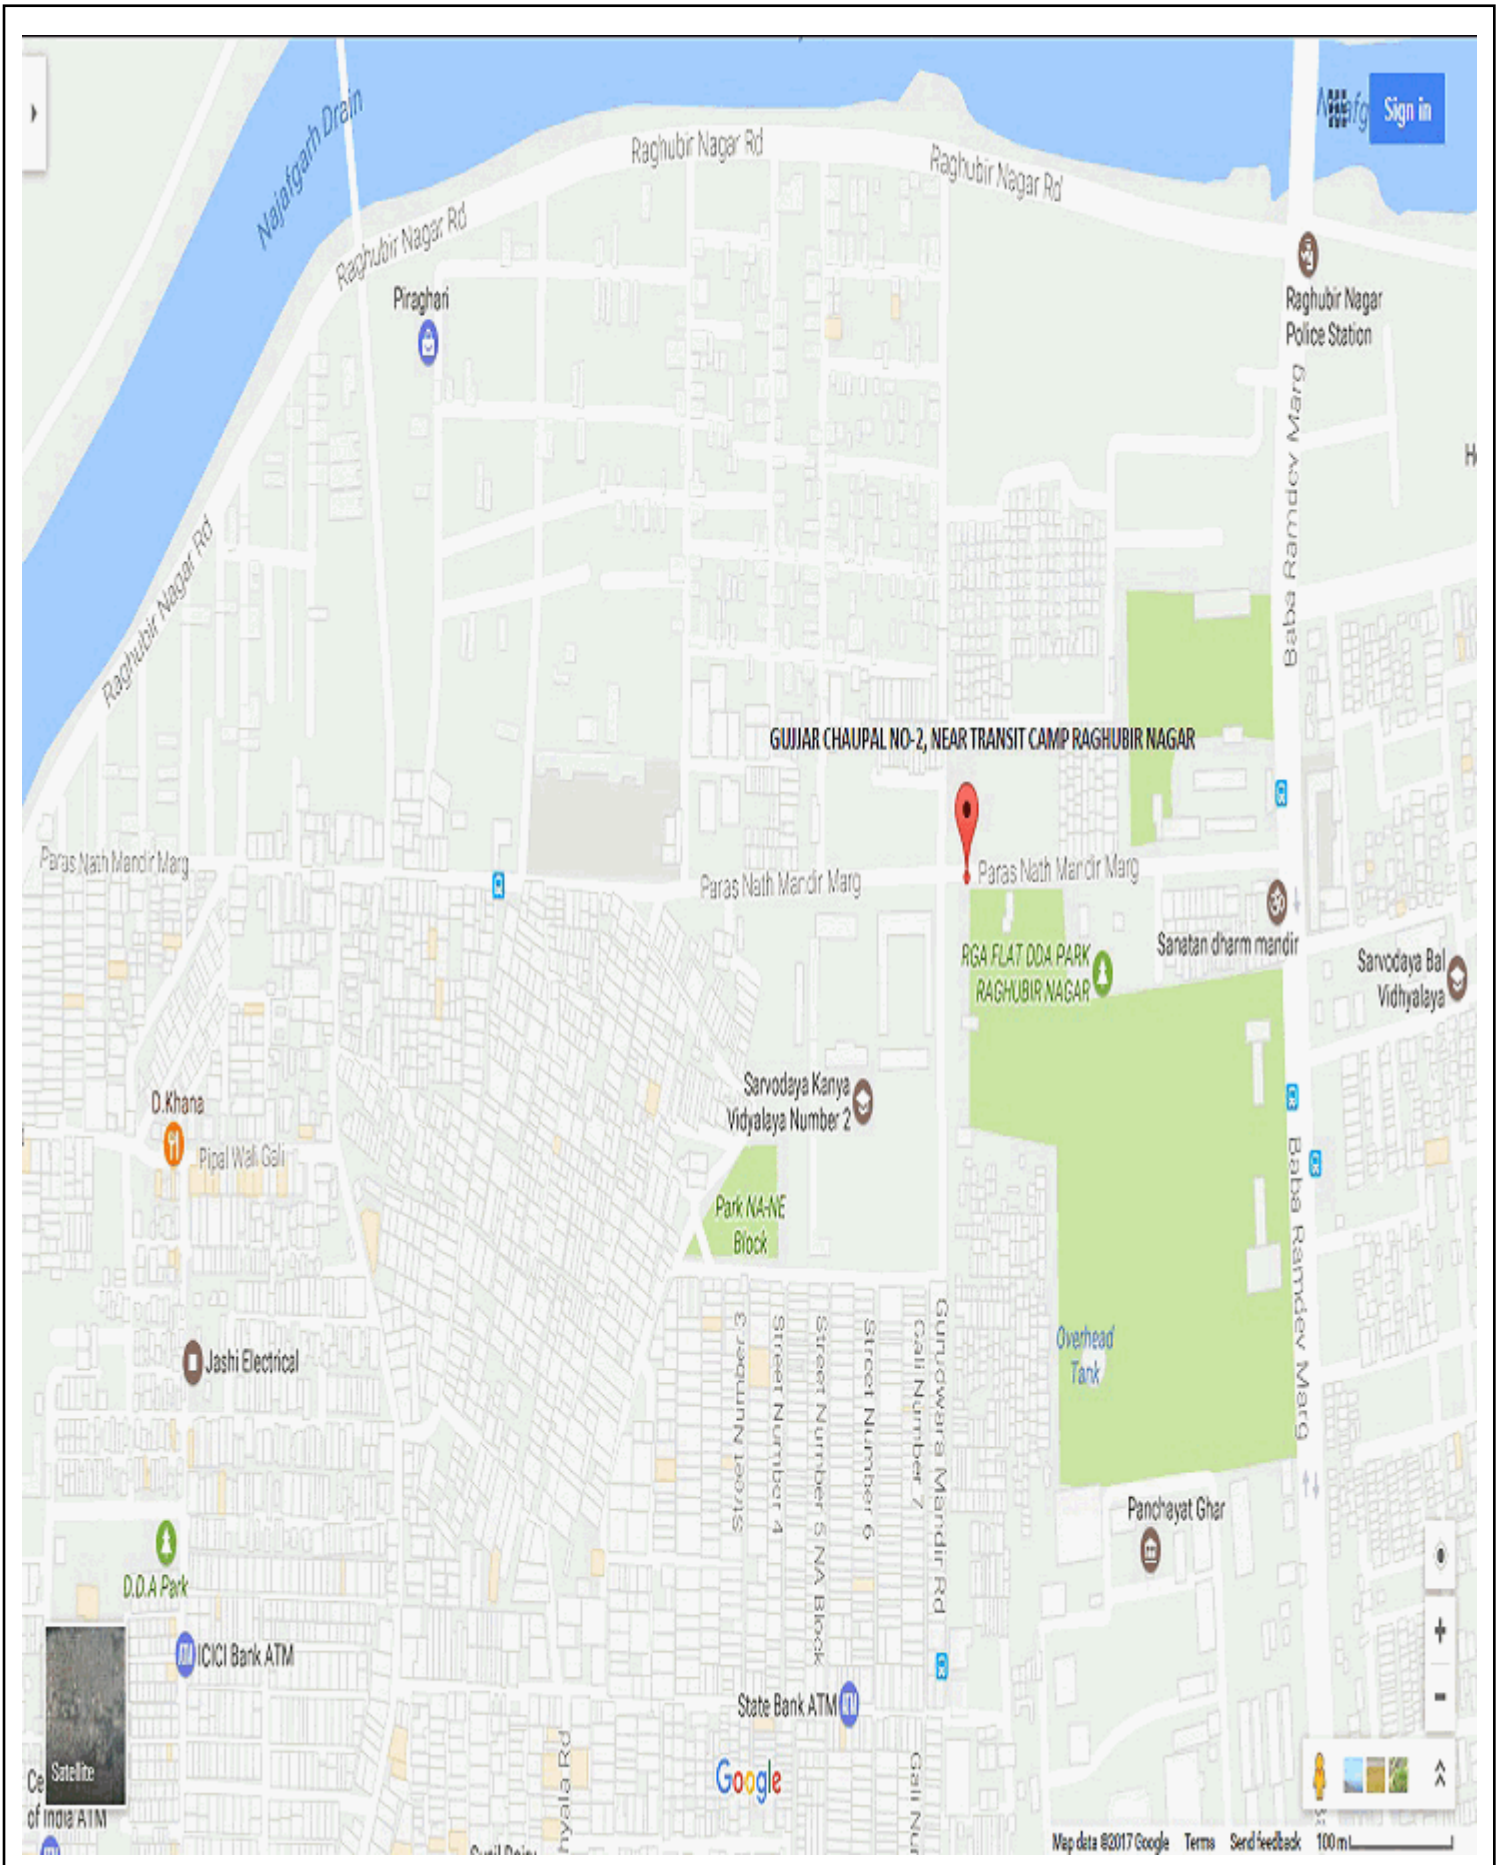 Najafgarh Drain
Sign in
Raghubir Nagar Rd
Raghubir Nagar Rd
Raghubir Nagar Rd
Piraghari
Raghubir Nagar
Police Station
Baba Ramdev Marg
Raghubir Nagar Rd
GUJJAR CHAUPAL NO-2, NEAR TRANSIT CAMP RAGHUBIR NAGAR
Paras Nath Mandir Marg
Paras Nath Mandir Marg
Paras Nath Mandir Marg
Sanatan dharm mandir
RGA FLAT DDA PARK
RAGHUBIR NAGAR
Sarvodaya Bal
Vidhyalaya
Sarvodaya Kanya
Vidyalaya Number 2
D.Khana
Pipal Wali Gali
Park NA-NE
Block
Baba Ramdev Marg
Overhead
Tank
Jashi Electrical
Street Number 3
Street Number 4
Street Number 5 NA Block
Street Number 6
Gali Number 7
Gurudwara Mandir Rd
Panchayat Ghar
D.D.A Park
ICICI Bank ATM
State Bank ATM
Satellite
of India ATM
Google
Map data ©2017 Google Terms Send feedback 100 m